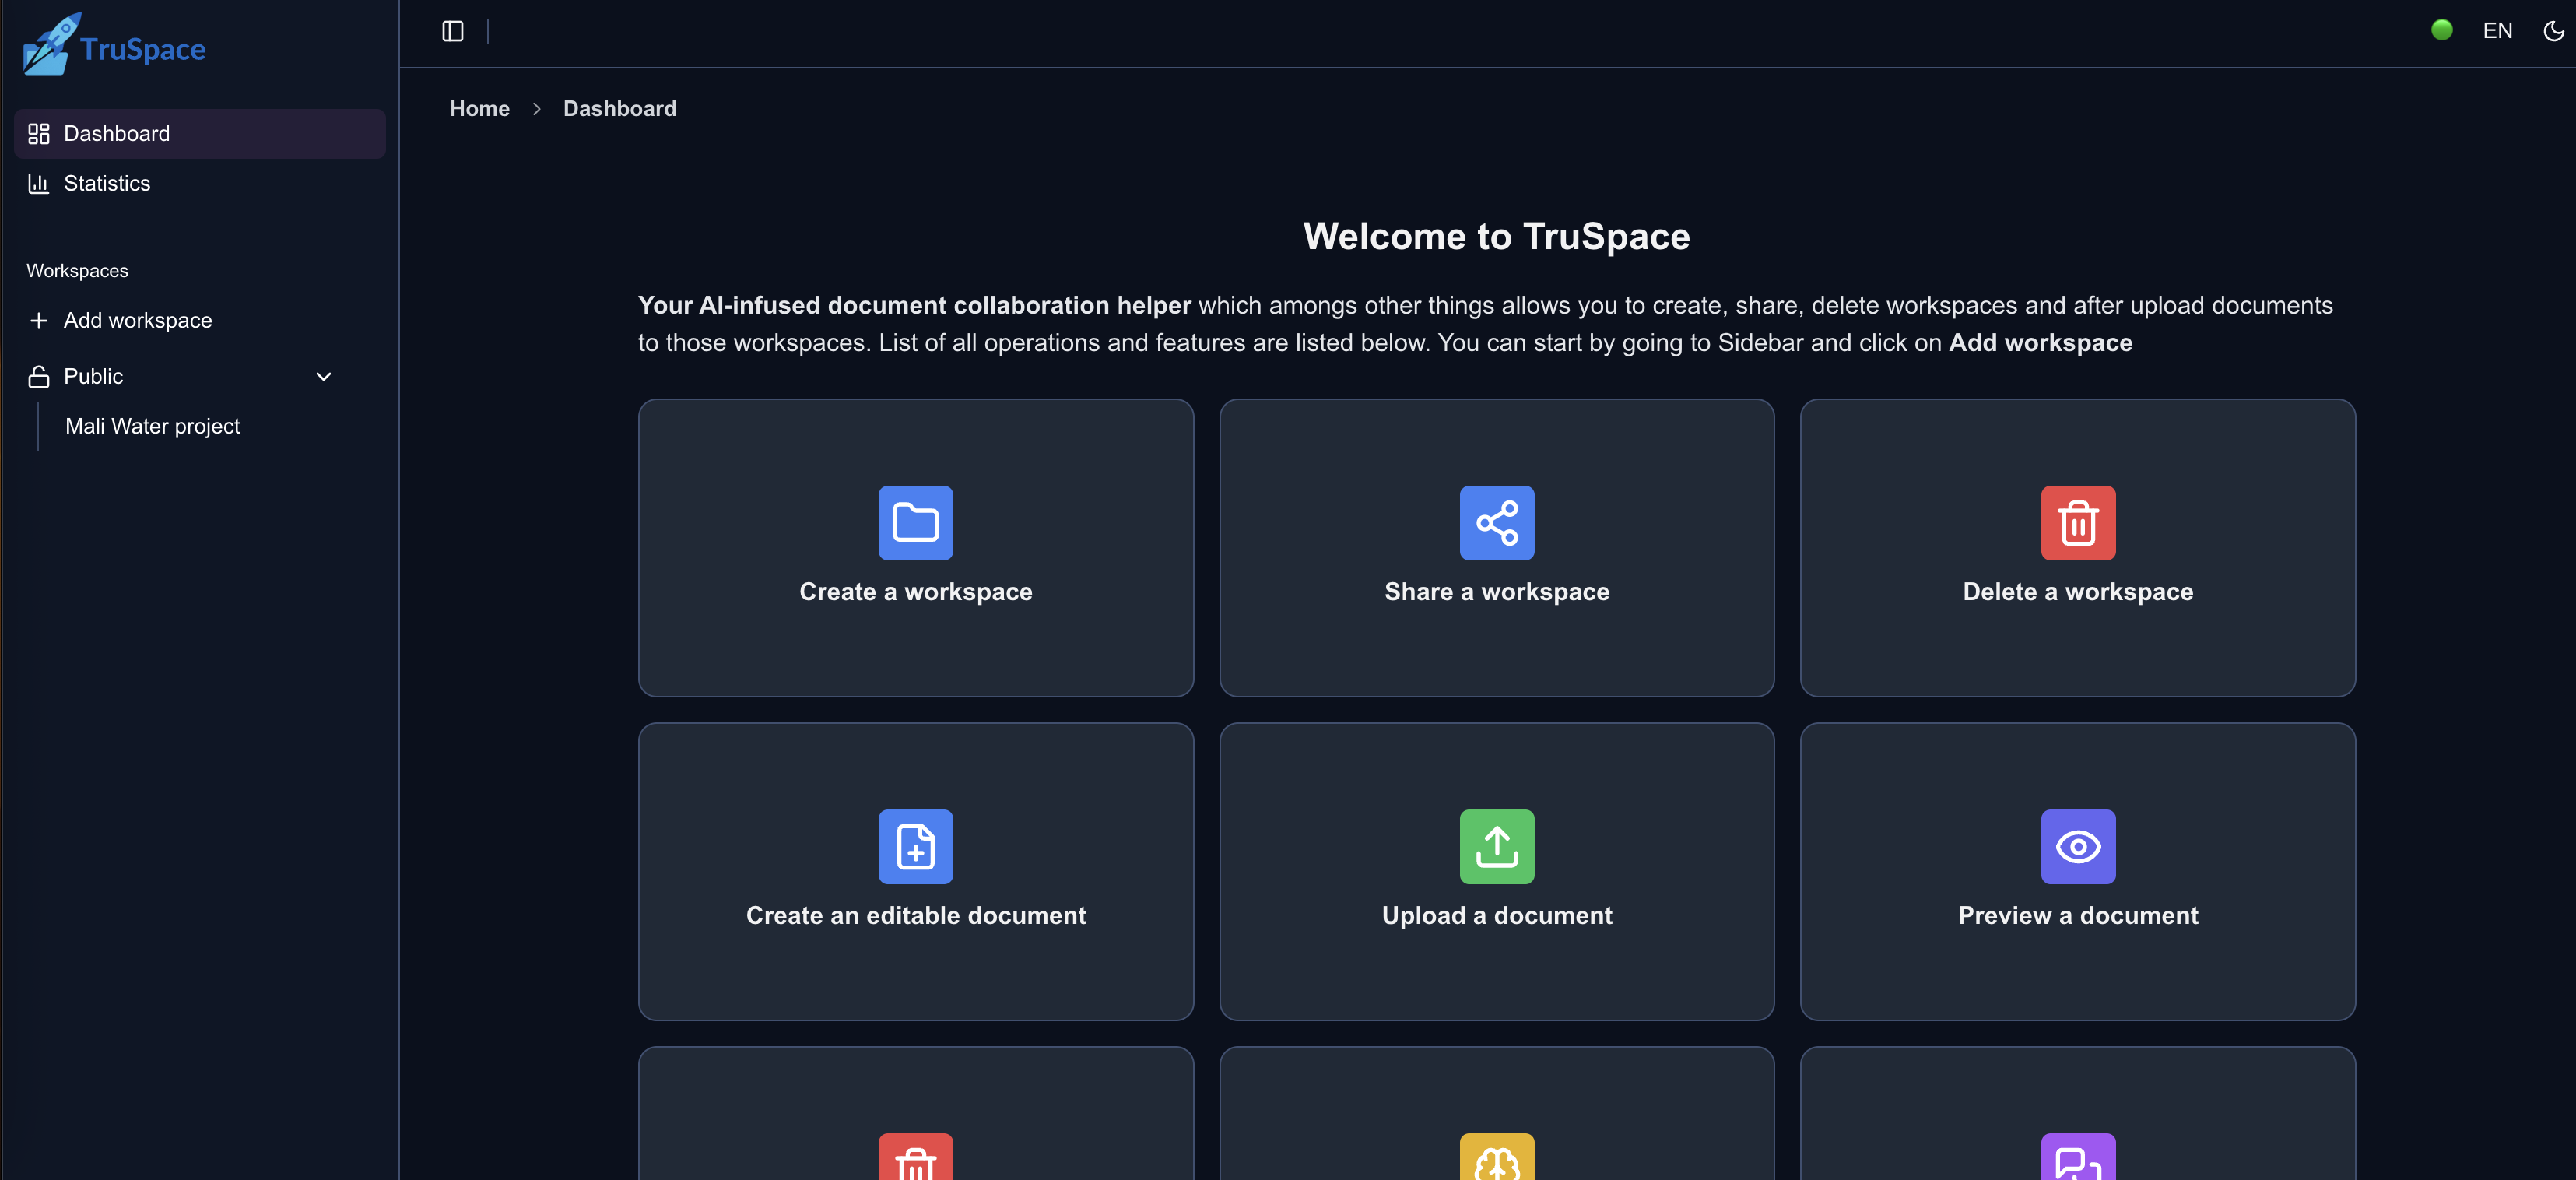 TruSpace
Dashboard
Statistics
Workspaces
Add workspace
Public
Mali Water project
EN
Home
Dashboard
Welcome to TruSpace
Your AI-infused document collaboration helper which amongs other things allows you to create, share, delete workspaces and after upload documents
to those workspaces. List of all operations and features are listed below. You can start by going to Sidebar and click on Add workspace
Create a workspace
Share a workspace
Delete a workspace
Create an editable document
Upload a document
Preview a document